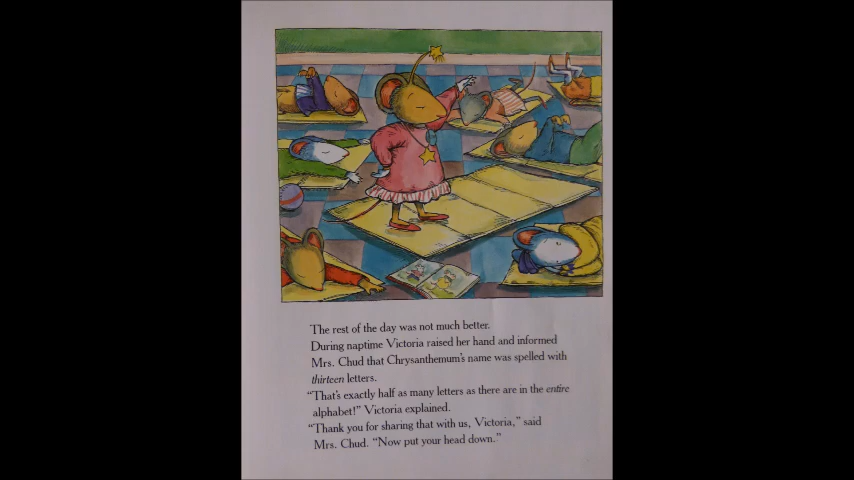 The rest of the day was not much better.
During naptime Victoria raised her hand and informed
Mrs. Chud that Chrysanthemum's name was spelled with
thirteen letters.
"That's exactly half as many letters as there are in the entire
alphabet!" Victoria explained.
"Thank you for sharing that with us, Victoria," said
Mrs. Chud. "Now put your head down."